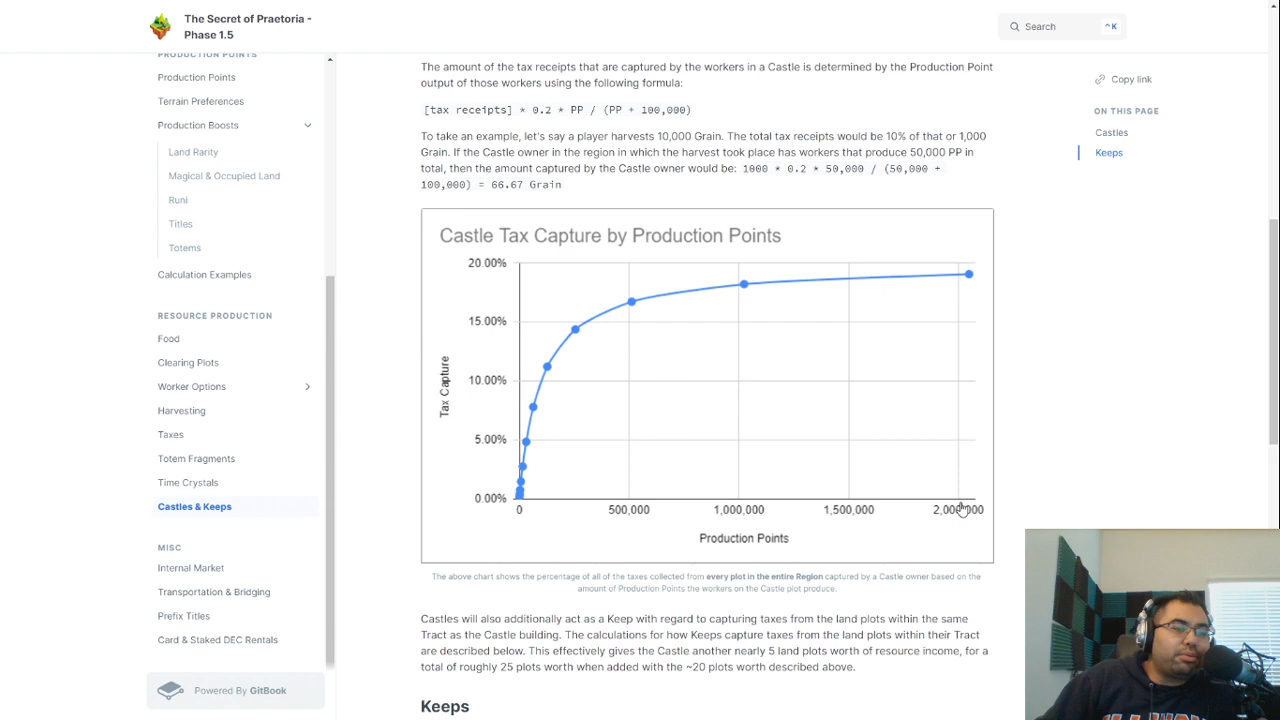 The Secret of Praetoria -
Phase 1.5
Search
^K
PRODUCTION POINTS
Production Points
Terrain Preferences
Production Boosts
Land Rarity
Magical & Occupied Land
Runi
Titles
Totems
Calculation Examples
RESOURCE PRODUCTION
Food
Clearing Plots
Worker Options
Harvesting
Taxes
Totem Fragments
Time Crystals
Castles & Keeps
MISC
Internal Market
Transportation & Bridging
Prefix Titles
Card & Staked DEC Rentals
Powered By GitBook
The amount of the tax receipts that are captured by the workers in a Castle is determined by the Production Point
output of those workers using the following formula:
[tax receipts] * 0.2 * PP / (PP + 100,000)
To take an example, let's say a player harvests 10,000 Grain. The total tax receipts would be 10% of that or 1,000
Grain. If the Castle owner in the region in which the harvest took place has workers that produce 50,000 PP in
total, then the amount captured by the Castle owner would be: 1000 * 0.2 * 50,000 / (50,000 +
100,000) = 66.67 Grain
Castle Tax Capture by Production Points
20.00%
15.00%
10.00%
5.00%
0.00%
Tax Capture
0 500,000 1,000,000 1,500,000 2,000,000
Production Points
The above chart shows the percentage of all of the taxes collected from every plot in the entire Region captured by a Castle owner based on the
amount of Production Points the workers on the Castle plot produce.
Castles will also additionally act as a Keep with regard to capturing taxes from the land plots within the same
Tract as the Castle building. The calculations for how Keeps capture taxes from the land plots within their Tract
are described below. This effectively gives the Castle another nearly 5 land plots worth of resource income, for a
total of roughly 25 plots worth when added with the ~20 plots worth described above.
Keeps
Copy link
ON THIS PAGE
Castles
Keeps